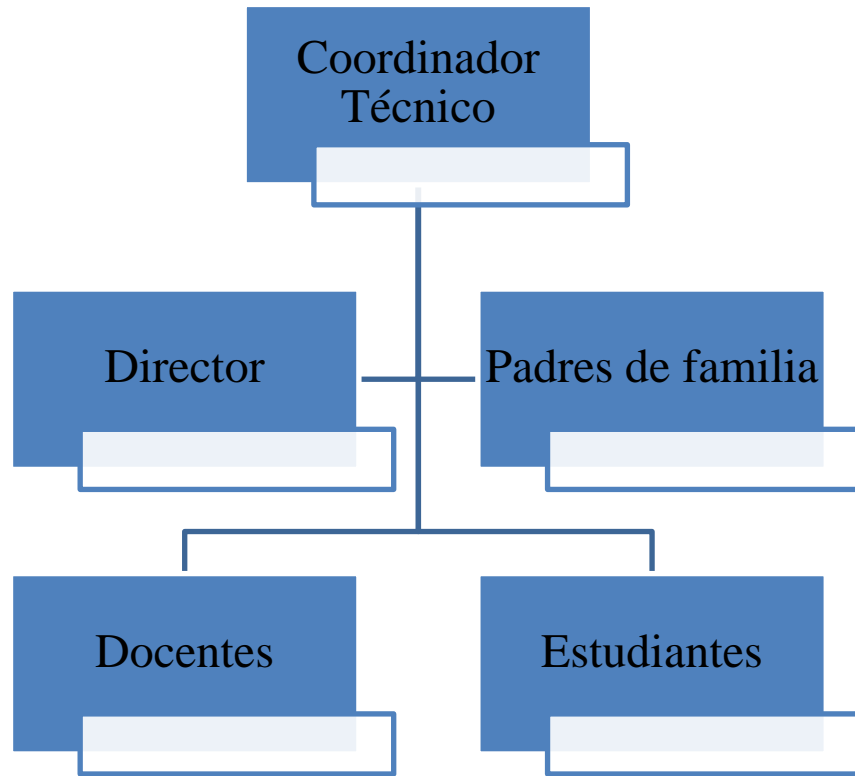 Coordinador
Técnico
Director
Padres de familia
Docentes
Estudiantes